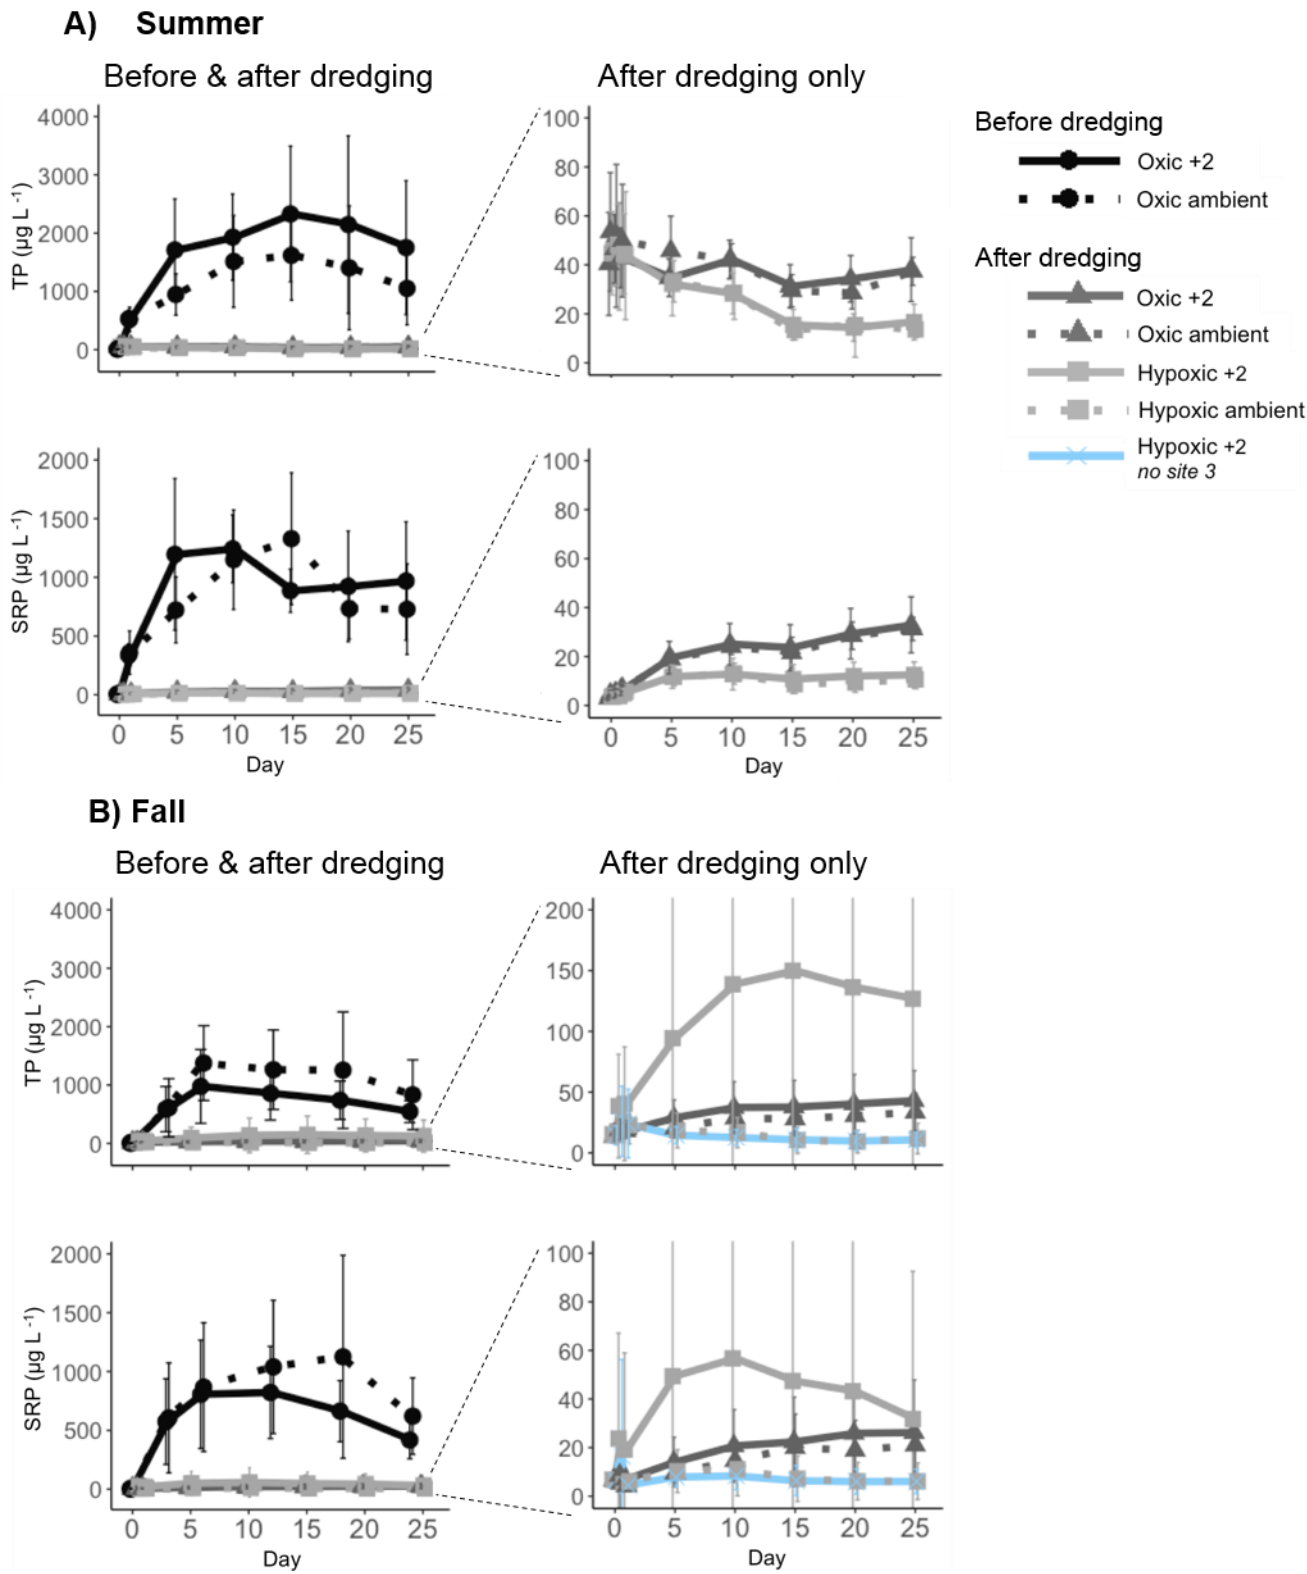 A) Summer
Before & after dredging
After dredging only
4000
3000
2000
1000
0
TP (µg L -1)
100
80
60
40
20
0
Before dredging
Oxic +2
Oxic ambient
After dredging
Oxic +2
Oxic ambient
Hypoxic +2
Hypoxic ambient
Hypoxic +2
no site 3
2000
1500
1000
500
0
SRP (µg L -1)
0 5 10 15 20 25
Day
100
80
60
40
20
0
0 5 10 15 20 25
Day
B) Fall
Before & after dredging
After dredging only
4000
3000
2000
1000
0
TP (µg L -1)
200
150
100
50
0
2000
1500
1000
500
0
SRP (µg L -1)
0 5 10 15 20 25
Day
100
80
60
40
20
0
0 5 10 15 20 25
Day